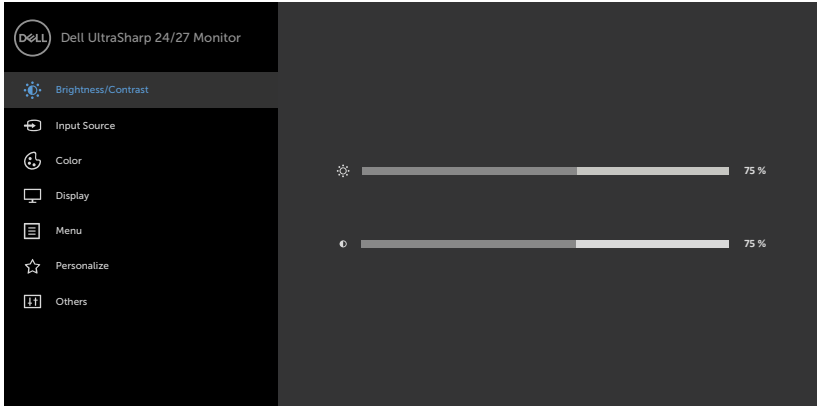 DELL
Dell UltraSharp 24/27 Monitor
Brightness/Contrast
Input Source
Color
75 %
Display
Menu
75 %
Personalize
Others